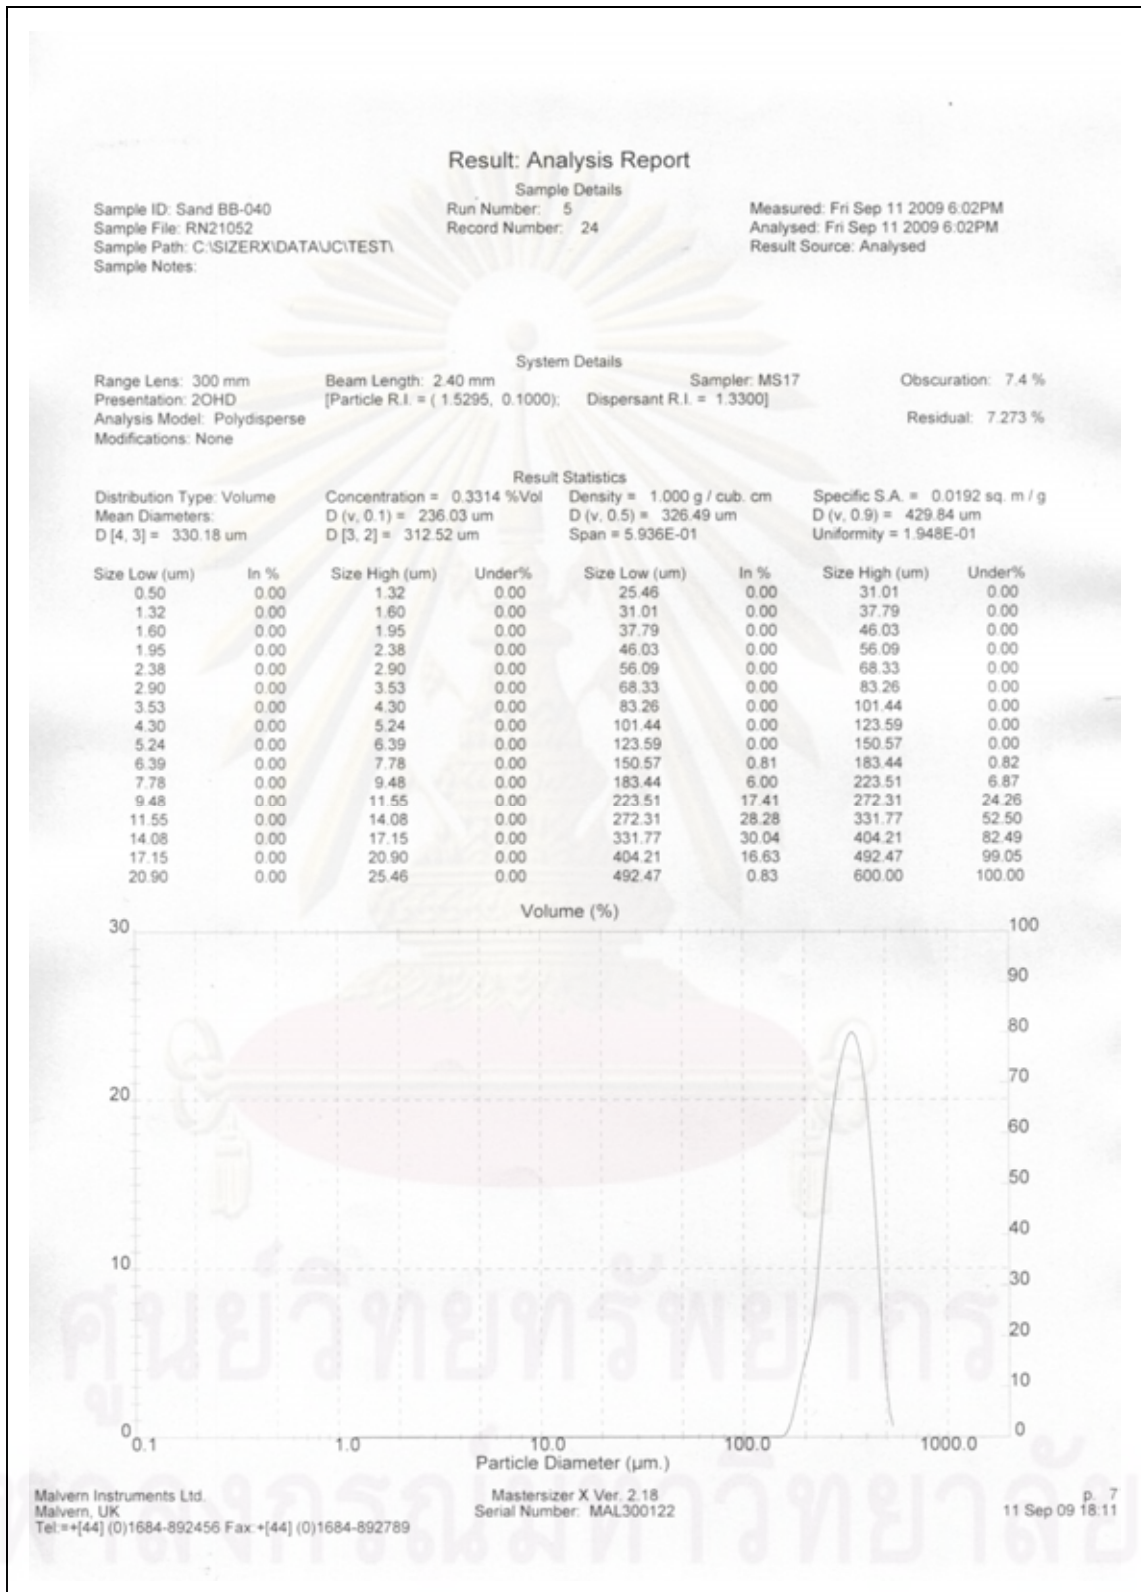 Result: Analysis Report
Sample Details
Sample ID: Sand BB-040 Run Number: 5 Measured: Fri Sep 11 2009 6:02PM
Sample File: RN21052 Record Number: 24 Analysed: Fri Sep 11 2009 6:02PM
Sample Path: C:\SIZERX\DATA\JC\TEST\ Result Source: Analysed
Sample Notes:
System Details
Range Lens: 300 mm Beam Length: 2.40 mm Sampler: MS17 Obscuration: 7.4 %
Presentation: 2OHD [Particle R.I. = ( 1.5295, 0.1000); Dispersant R.I. = 1.3300]
Analysis Model: Polydisperse Residual: 7.273 %
Modifications: None
Result Statistics
Distribution Type: Volume Concentration = 0.3314 %Vol Density = 1.000 g / cub. cm Specific S.A. = 0.0192 sq. m / g
Mean Diameters: D (v, 0.1) = 236.03 um D (v, 0.5) = 326.49 um D (v, 0.9) = 429.84 um
D [4, 3] = 330.18 um D [3, 2] = 312.52 um Span = 5.936E-01 Uniformity = 1.948E-01
Size Low (um) In % Size High (um) Under% Size Low (um) In % Size High (um) Under%
0.50 0.00 1.32 0.00 25.46 0.00 31.01 0.00
1.32 0.00 1.60 0.00 31.01 0.00 37.79 0.00
1.60 0.00 1.95 0.00 37.79 0.00 46.03 0.00
1.95 0.00 2.38 0.00 46.03 0.00 56.09 0.00
2.38 0.00 2.90 0.00 56.09 0.00 68.33 0.00
2.90 0.00 3.53 0.00 68.33 0.00 83.26 0.00
3.53 0.00 4.30 0.00 83.26 0.00 101.44 0.00
4.30 0.00 5.24 0.00 101.44 0.00 123.59 0.00
5.24 0.00 6.39 0.00 123.59 0.00 150.57 0.00
6.39 0.00 7.78 0.00 150.57 0.81 183.44 0.82
7.78 0.00 9.48 0.00 183.44 6.00 223.51 6.87
9.48 0.00 11.55 0.00 223.51 17.41 272.31 24.26
11.55 0.00 14.08 0.00 272.31 28.28 331.77 52.50
14.08 0.00 17.15 0.00 331.77 30.04 404.21 82.49
17.15 0.00 20.90 0.00 404.21 16.63 492.47 99.05
20.90 0.00 25.46 0.00 492.47 0.83 600.00 100.00
Volume (%)
30 100
90
80
70
20
60
50
40
10
30
20
10
0 0
0.1 1.0 10.0 100.0 1000.0
Particle Diameter (µm.)
ศูนย์วิทยทรัพยากร
จุฬาลงกรณ์มหาวิทยาลัย
Malvern Instruments Ltd. Mastersizer X Ver. 2.18 p. 7
Malvern, UK Serial Number: MAL300122 11 Sep 09 18:11
Tel:=+[44] (0)1684-892456 Fax:+[44] (0)1684-892789